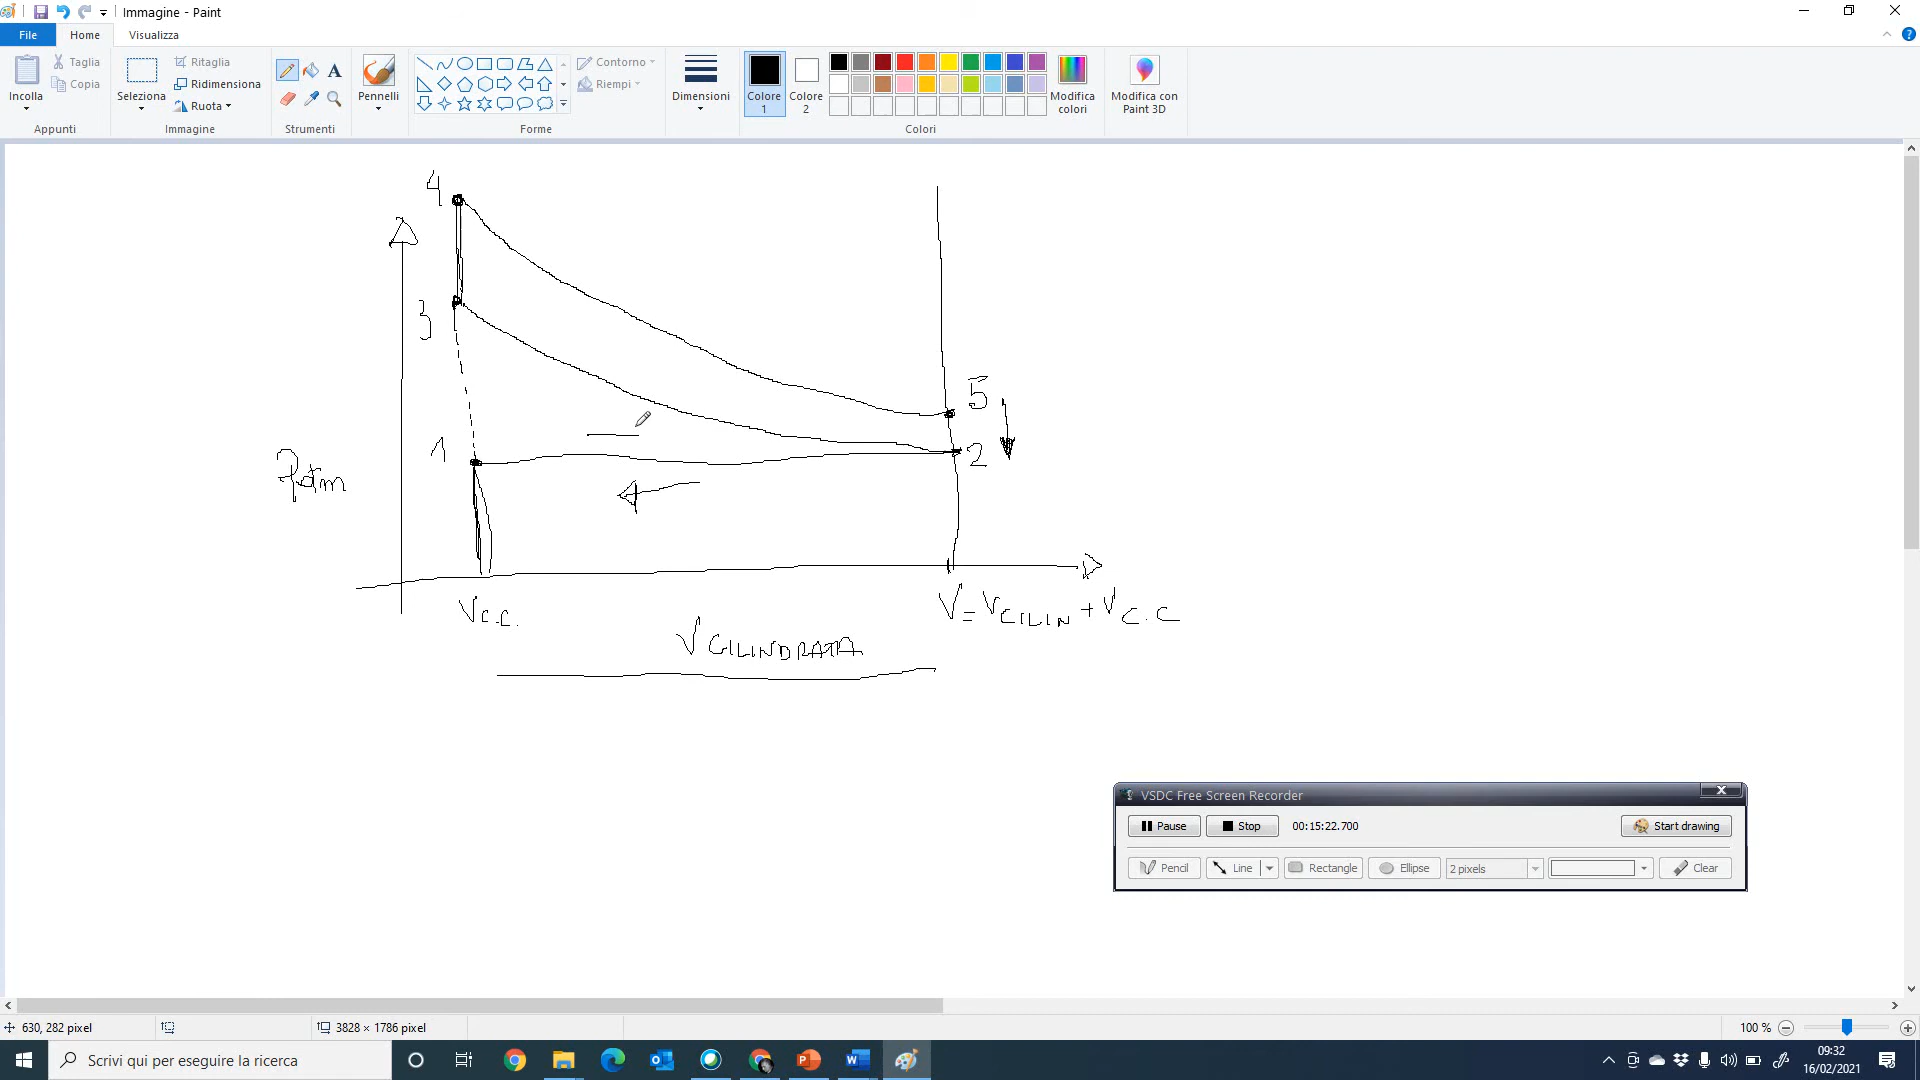 Immagine - Paint
File Home Visualizza
Incolla
Taglia
Copia
Appunti
Seleziona
Ritaglia
Ridimensiona
Ruota
Immagine
A
Strumenti
Pennelli
Forme
Contorno
Riempi
Dimensioni
Colore 1
Colore 2
Colori
Modifica colori
Modifica con Paint 3D
4
3
5
1
2
Patm
Vc.c.
V=VCILIN+VC.C
VCILINDRATA
VSDC Free Screen Recorder
Pause Stop 00:15:22.700 Start drawing
Pencil Line Rectangle Ellipse 2 pixels Clear
630, 282 pixel 3828 × 1786 pixel 100 %
Scrivi qui per eseguire la ricerca
09:32
16/02/2021